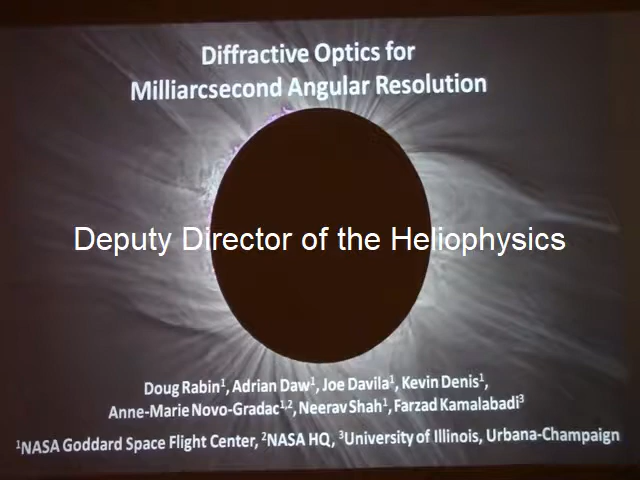 Diffractive Optics for
Milliarcsecond Angular Resolution
Deputy Director of the Heliophysics
Doug Rabin¹, Adrian Daw¹, Joe Davila¹, Kevin Denis¹,
Anne-Marie Novo-Gradac¹,², Neerav Shah¹, Farzad Kamalabadi³
¹NASA Goddard Space Flight Center, ²NASA HQ, ³University of Illinois, Urbana-Champaign